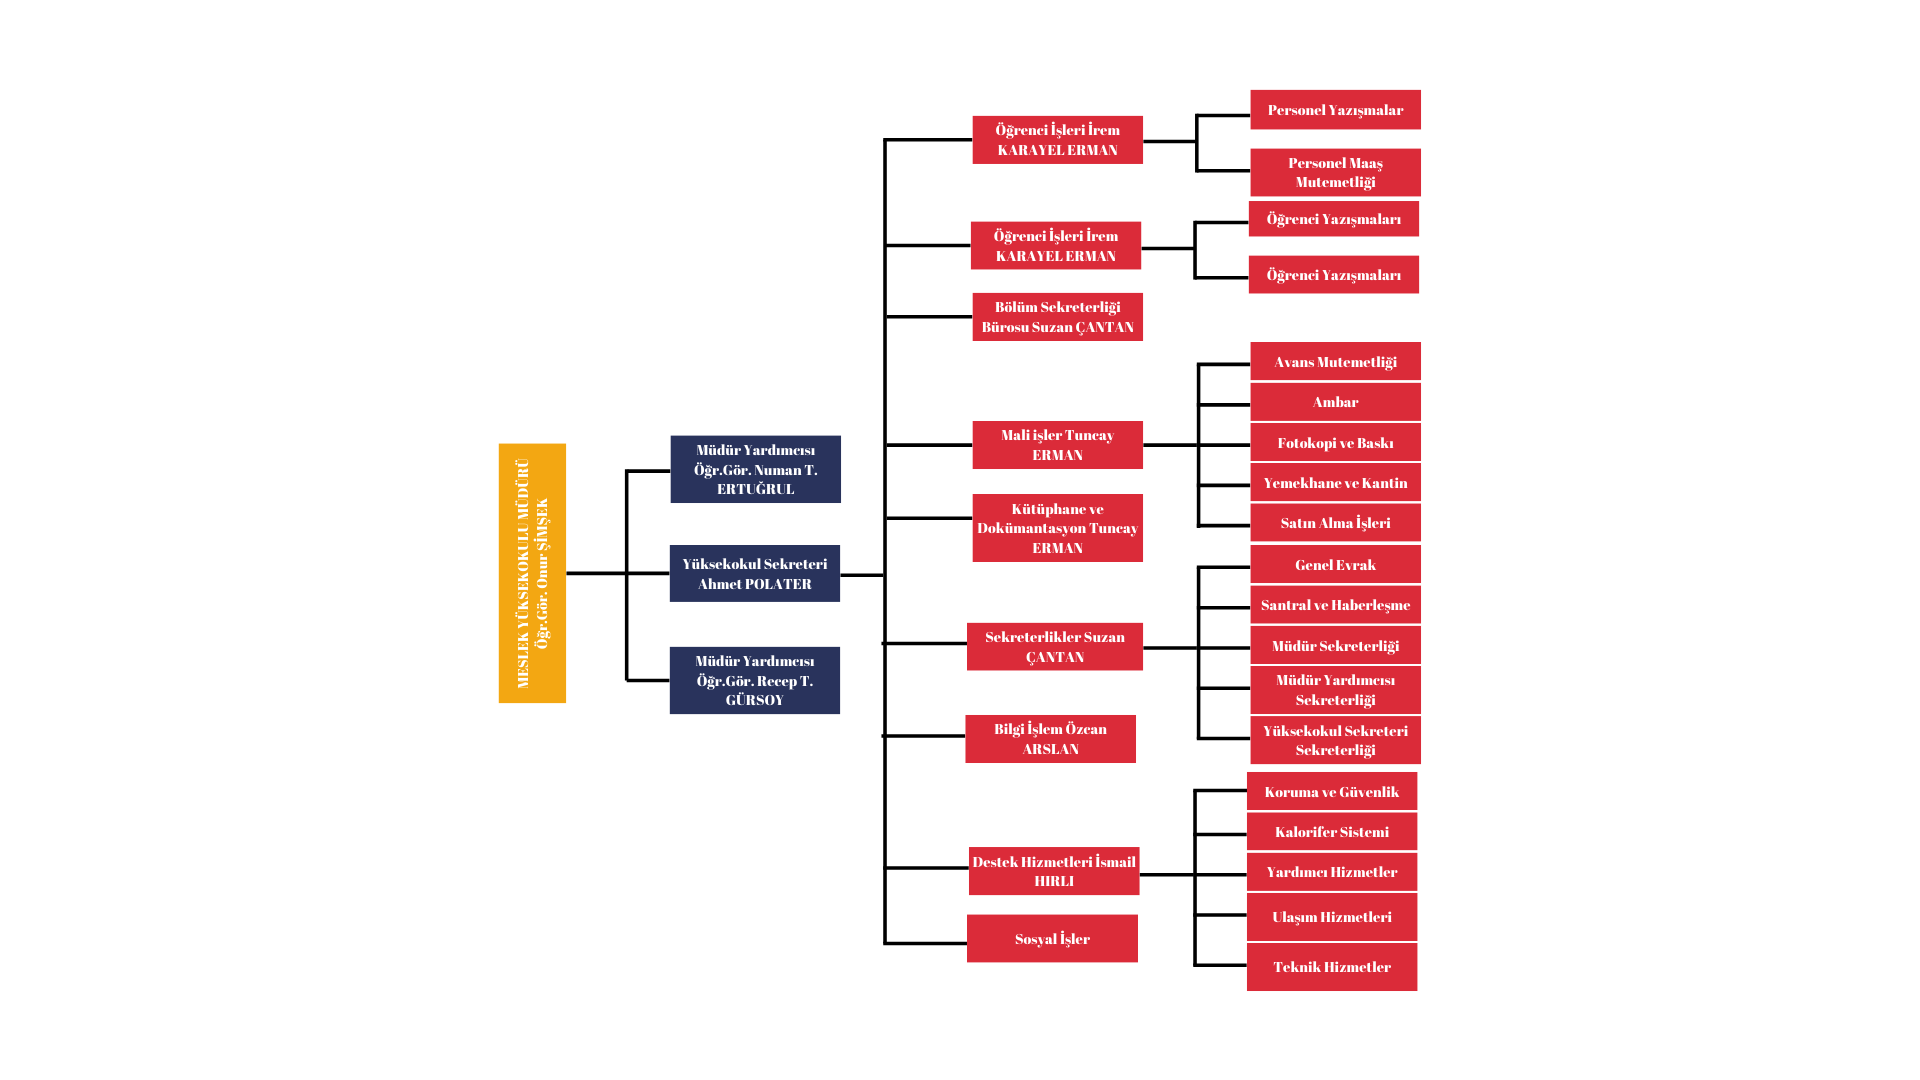 MESLEK YÜKSEKOKULU MÜDÜRÜ
Öğr.Gör. Onur ŞİMŞEK
Müdür Yardımcısı
Öğr.Gör. Numan T.
ERTUĞRUL
Yüksekokul Sekreteri
Ahmet POLATER
Müdür Yardımcısı
Öğr.Gör. Recep T.
GÜRSOY
Öğrenci İşleri İrem
KARAYEL ERMAN
Personel Yazışmalar
Personel Maaş
Mutemetliği
Öğrenci İşleri İrem
KARAYEL ERMAN
Öğrenci Yazışmaları
Öğrenci Yazışmaları
Bölüm Sekreterliği
Bürosu Suzan ÇANTAN
Mali işler Tuncay
ERMAN
Avans Mutemetliği
Ambar
Fotokopi ve Baskı
Yemekhane ve Kantin
Satın Alma İşleri
Kütüphane ve
Dokümantasyon Tuncay
ERMAN
Sekreterlikler Suzan
ÇANTAN
Genel Evrak
Santral ve Haberleşme
Müdür Sekreterliği
Müdür Yardımcısı
Sekreterliği
Yüksekokul Sekreteri
Sekreterliği
Bilgi İşlem Özcan
ARSLAN
Destek Hizmetleri İsmail
HIRLI
Koruma ve Güvenlik
Kalorifer Sistemi
Yardımcı Hizmetler
Ulaşım Hizmetleri
Teknik Hizmetler
Sosyal İşler